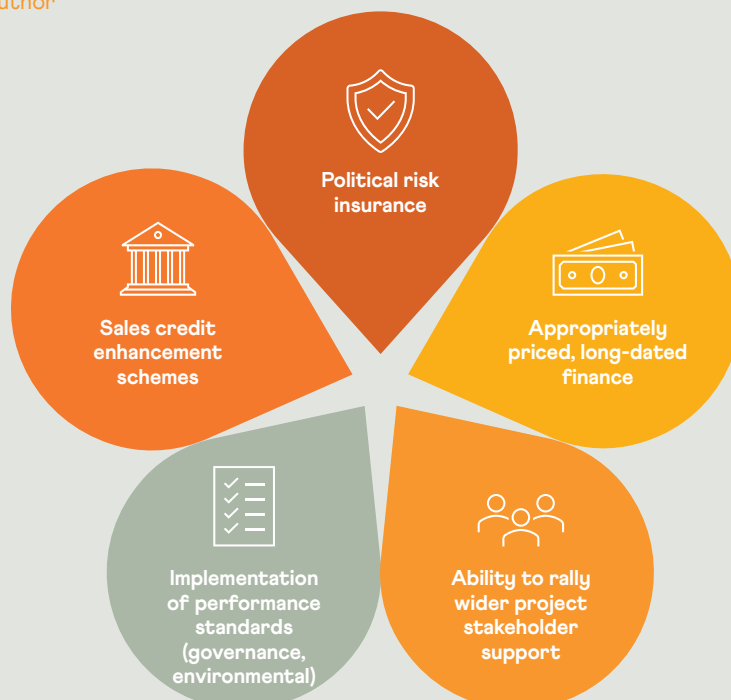 uthor
Political risk
insurance
Sales credit
enhancement
schemes
Appropriately
priced, long-dated
finance
Implementation
of performance
standards
(governance,
environmental)
Ability to rally
wider project
stakeholder
support